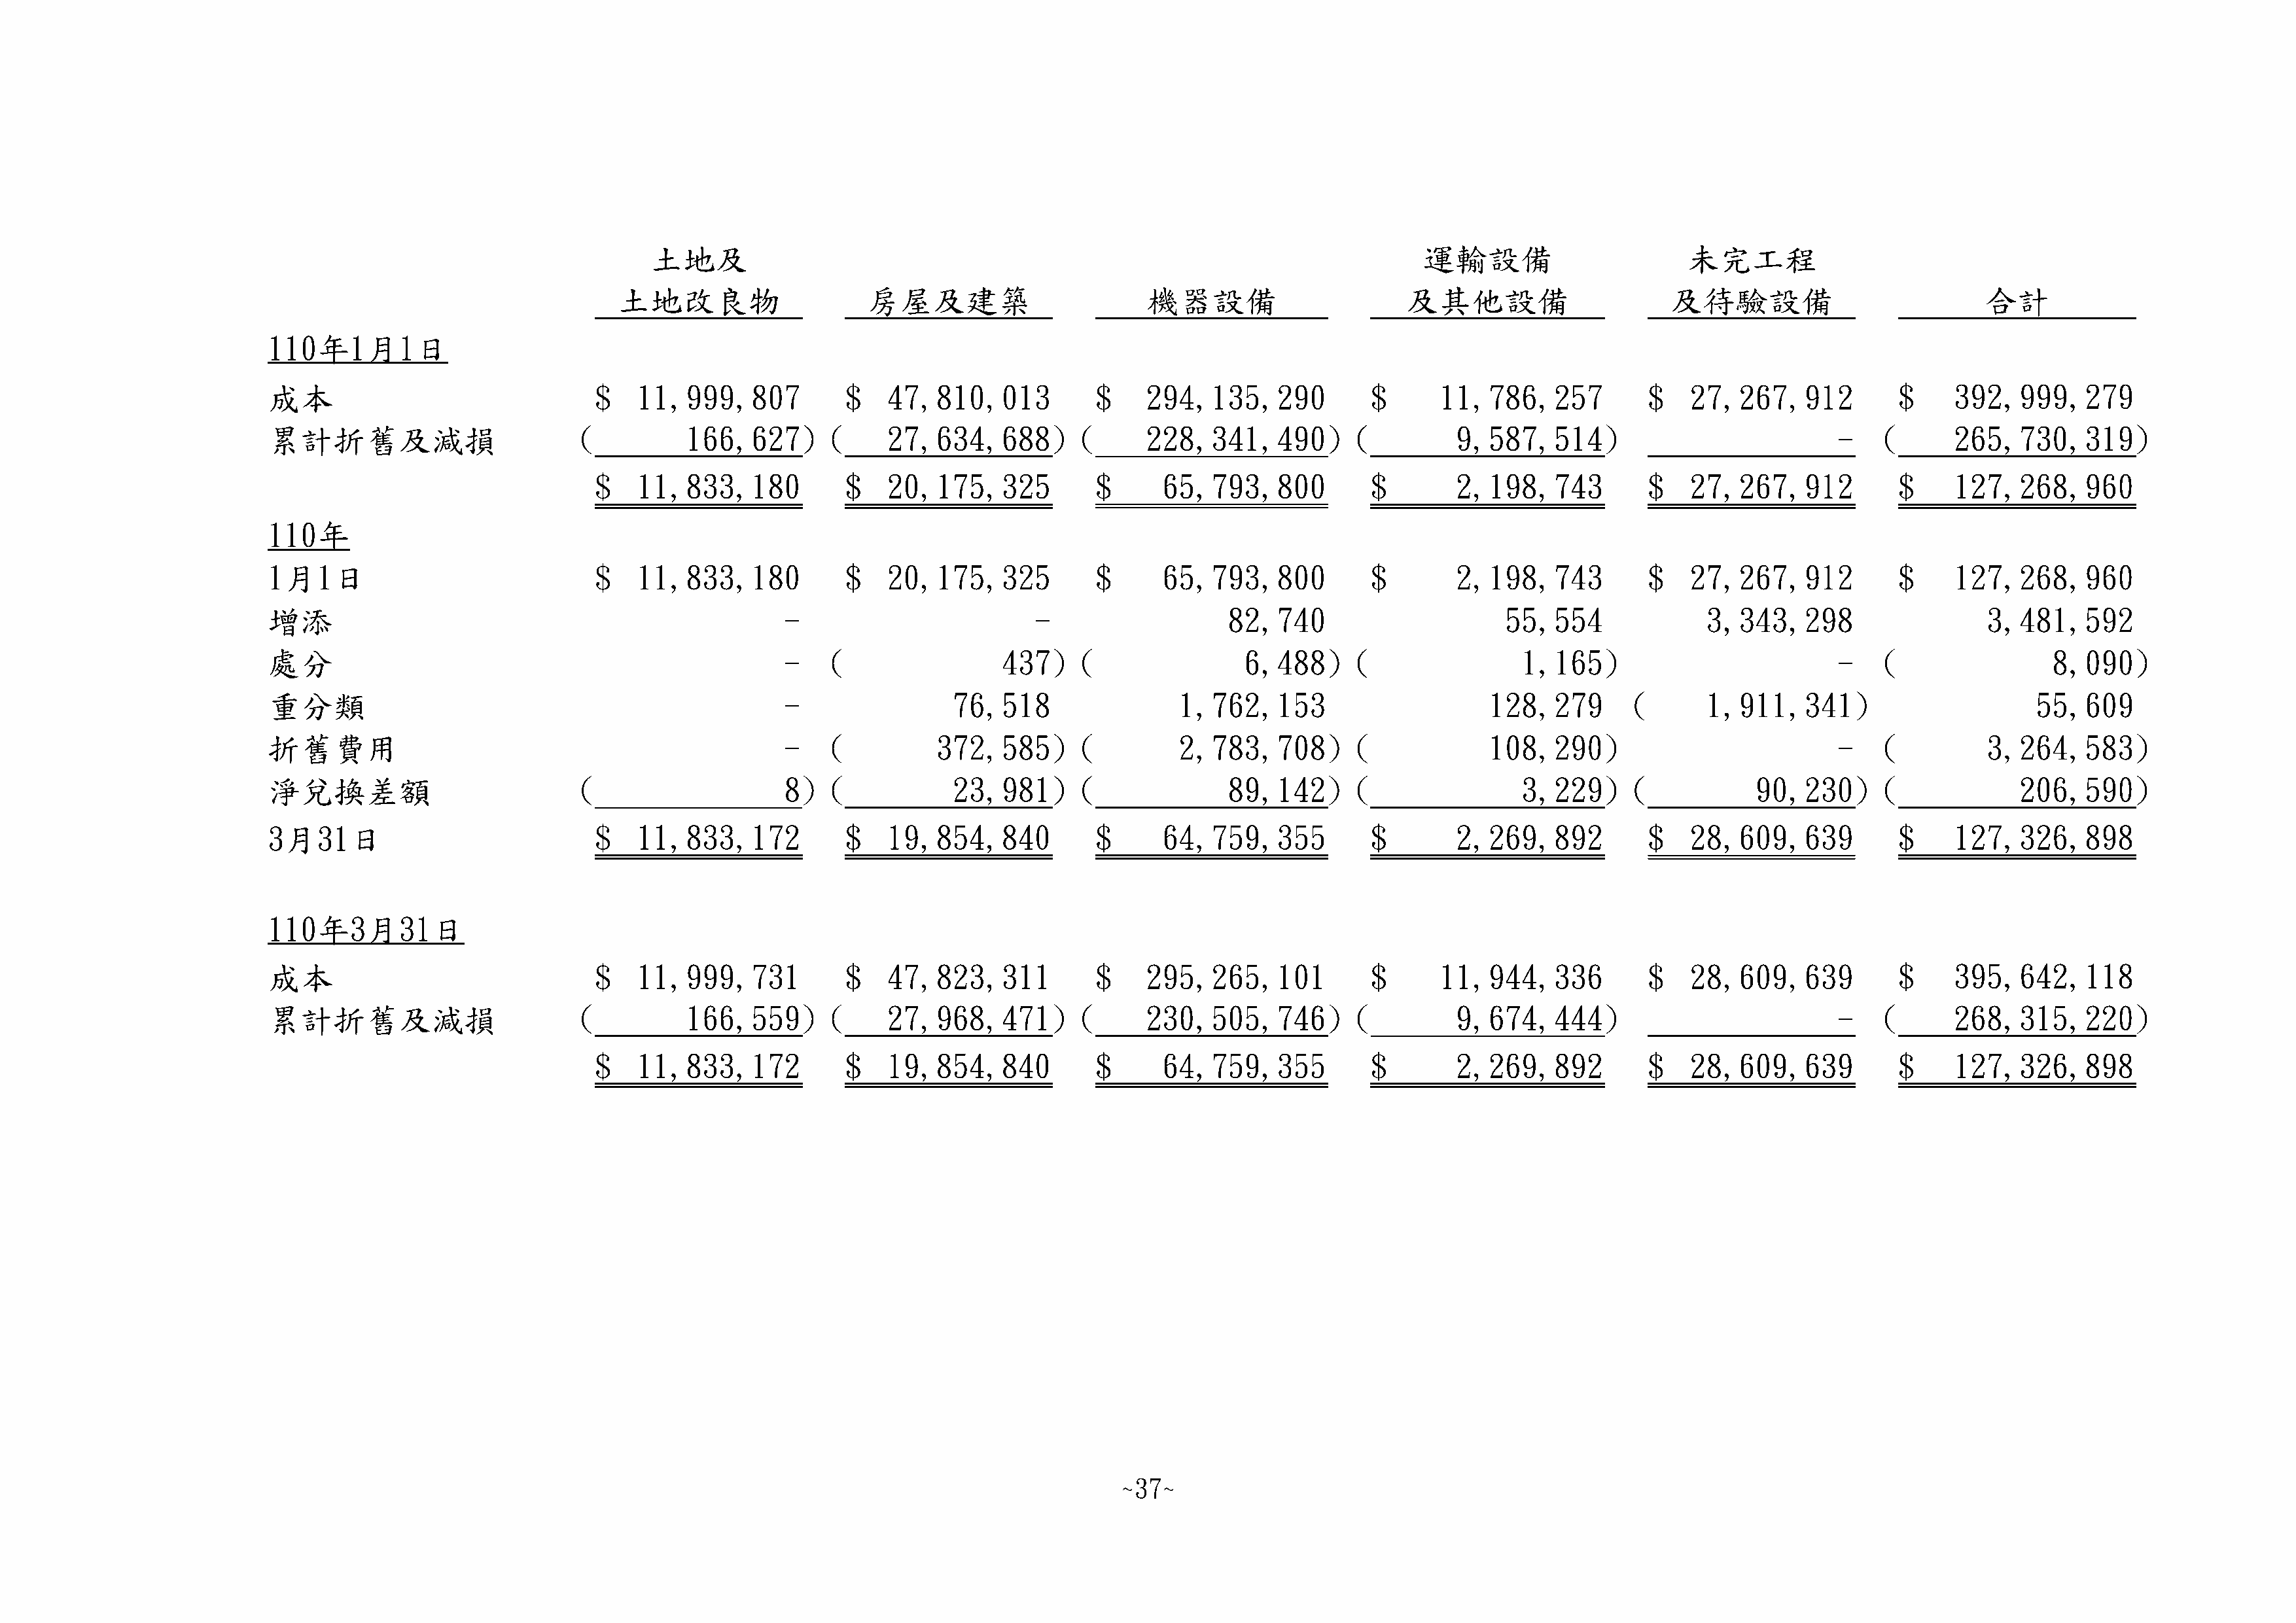 土地及 運輸設備 未完工程
土地改良物 房屋及建築 機器設備 及其他設備 及待驗設備 合計
110年1月1日
成本 $ 11,999,807 $ 47,810,013 $ 294,135,290 $ 11,786,257 $ 27,267,912 $ 392,999,279
累計折舊及減損 ( 166,627) ( 27,634,688) ( 228,341,490) ( 9,587,514) - ( 265,730,319)
$ 11,833,180 $ 20,175,325 $ 65,793,800 $ 2,198,743 $ 27,267,912 $ 127,268,960
110年
1月1日 $ 11,833,180 $ 20,175,325 $ 65,793,800 $ 2,198,743 $ 27,267,912 $ 127,268,960
增添 - - 82,740 55,554 3,343,298 3,481,592
處分 - ( 437) ( 6,488) ( 1,165) - ( 8,090)
重分類 - 76,518 1,762,153 128,279 ( 1,911,341) 55,609
折舊費用 - ( 372,585) ( 2,783,708) ( 108,290) - ( 3,264,583)
淨兌換差額 ( 8) ( 23,981) ( 89,142) ( 3,229) ( 90,230) ( 206,590)
3月31日 $ 11,833,172 $ 19,854,840 $ 64,759,355 $ 2,269,892 $ 28,609,639 $ 127,326,898
110年3月31日
成本 $ 11,999,731 $ 47,823,311 $ 295,265,101 $ 11,944,336 $ 28,609,639 $ 395,642,118
累計折舊及減損 ( 166,559) ( 27,968,471) ( 230,505,746) ( 9,674,444) - ( 268,315,220)
$ 11,833,172 $ 19,854,840 $ 64,759,355 $ 2,269,892 $ 28,609,639 $ 127,326,898
~37~